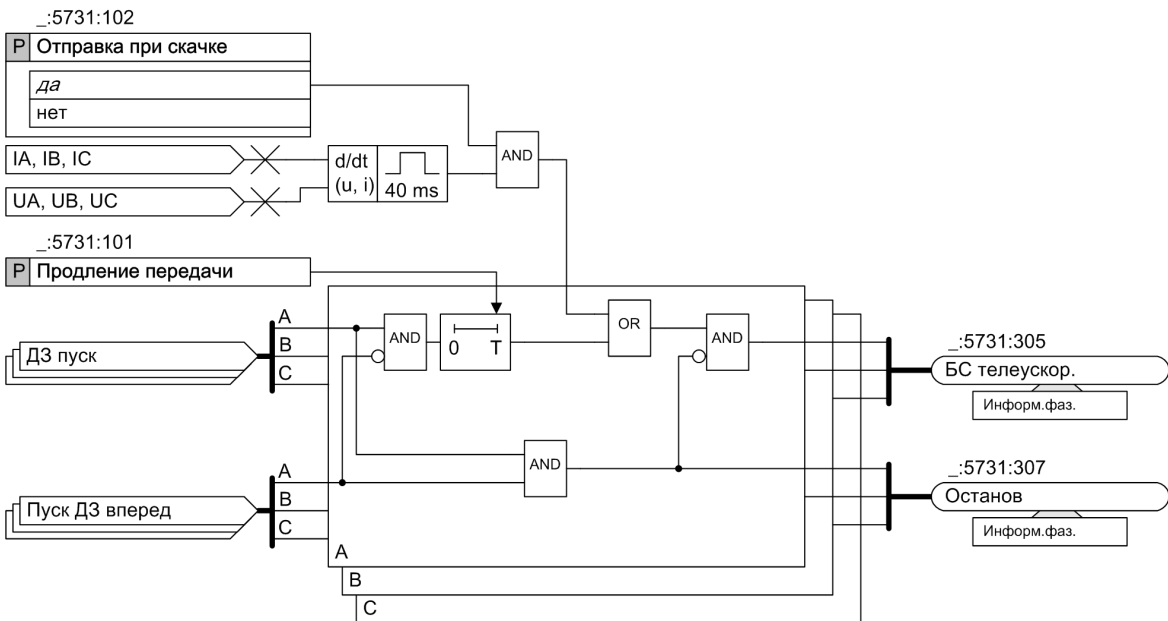 _:5731:102
P Отправка при скачке
да
нет
IA, IB, IC
UA, UB, UC
d/dt
(u, i)
40 ms
AND
_:5731:101
P Продление передачи
ДЗ пуск
A
B
C
AND
0 T
OR
AND
_:5731:305
БС телеускор.
Информ.фаз.
AND
Пуск ДЗ вперед
A
B
C
_:5731:307
Останов
Информ.фаз.
A
B
C